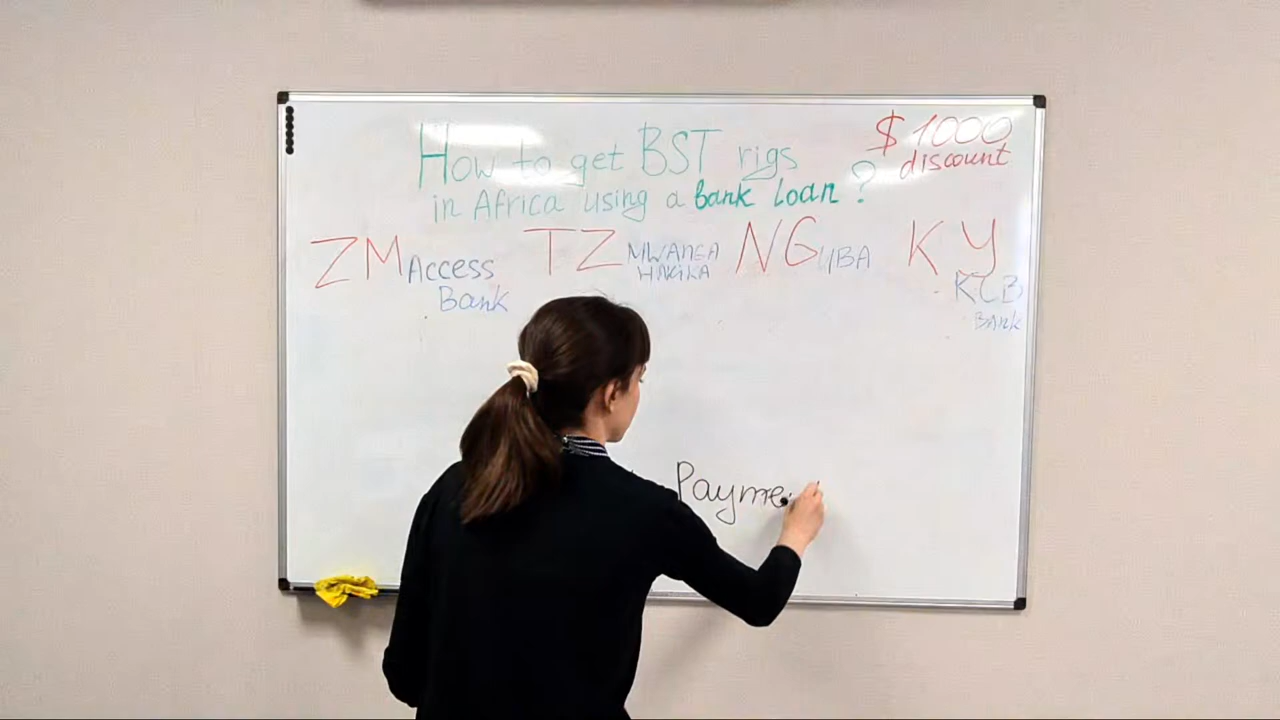 How to get BST rigs
in Africa using a bank loan ?
$ 1000
discount
ZM Access
Bank
TZ MWANGA
HAKIKA
NG UBA
KY
KCB
BANK
Payme